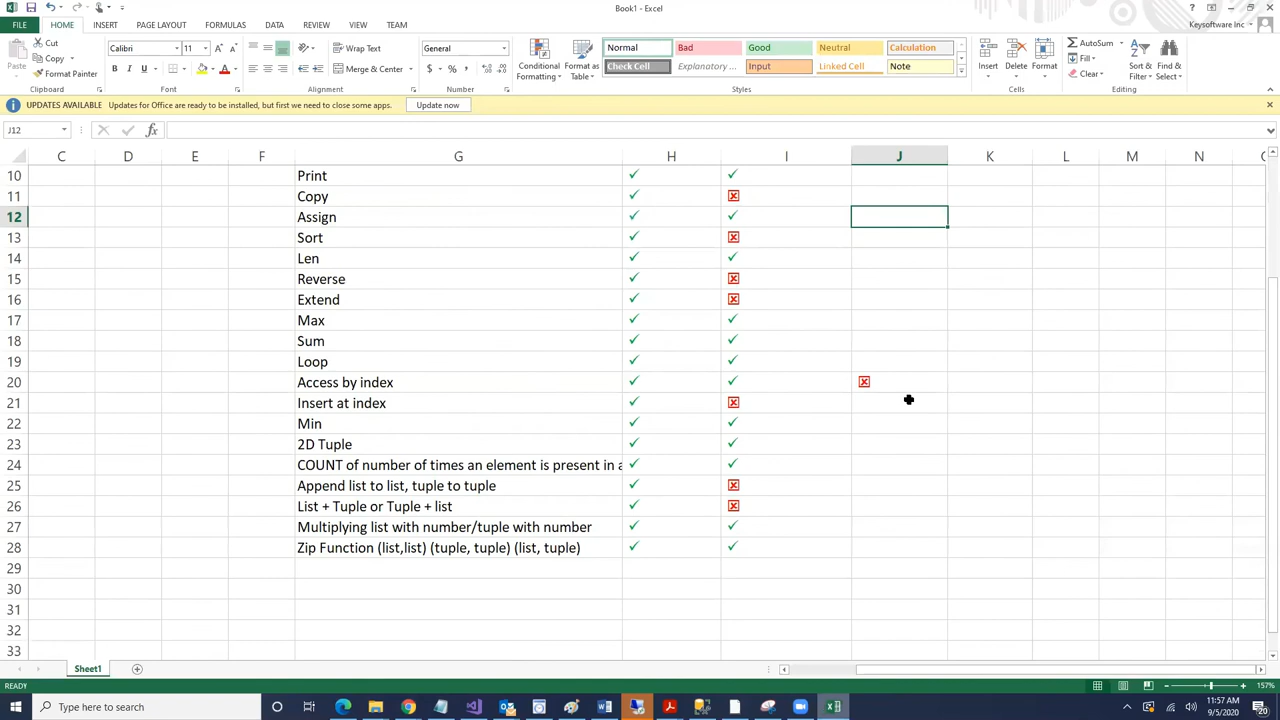 Book1 - Excel
FILE HOME INSERT PAGE LAYOUT FORMULAS DATA REVIEW VIEW TEAM
Keysoftware Inc
Paste
Cut
Copy
Format Painter
Clipboard
Calibri 11
B I U
Font
Wrap Text
Merge & Center
Alignment
General
$ % ,
Number
Conditional Formatting
Format as Table
Normal Bad Good Neutral Calculation
Check Cell Explanatory ... Input Linked Cell Note
Styles
Insert Delete Format
Cells
AutoSum
Fill
Clear
Sort & Filter
Find & Select
Editing
UPDATES AVAILABLE Updates for Office are ready to be installed, but first we need to close some apps. Update now
J12 fx
C D E F G H I J K L M N
10 Print ✓ ✓
11 Copy ✓
12 Assign ✓ ✓
13 Sort ✓
14 Len ✓ ✓
15 Reverse ✓
16 Extend ✓
17 Max ✓ ✓
18 Sum ✓ ✓
19 Loop ✓ ✓
20 Access by index ✓ ✓
21 Insert at index ✓
22 Min ✓ ✓
23 2D Tuple ✓ ✓
24 COUNT of number of times an element is present in a ✓ ✓
25 Append list to list, tuple to tuple ✓
26 List + Tuple or Tuple + list ✓
27 Multiplying list with number/tuple with number ✓ ✓
28 Zip Function (list,list) (tuple, tuple) (list, tuple) ✓ ✓
29
30
31
32
33
Sheet1
READY
157%
Type here to search
11:57 AM
9/5/2020
20